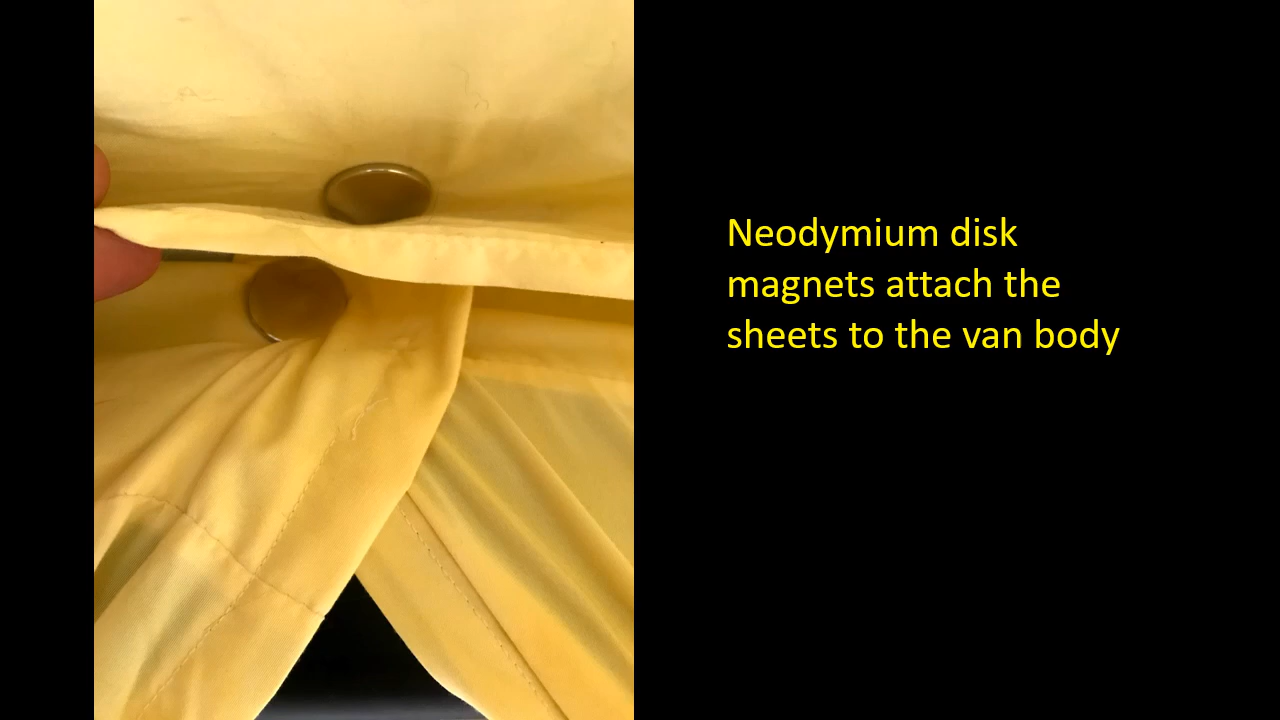 Neodymium disk
magnets attach the
sheets to the van body